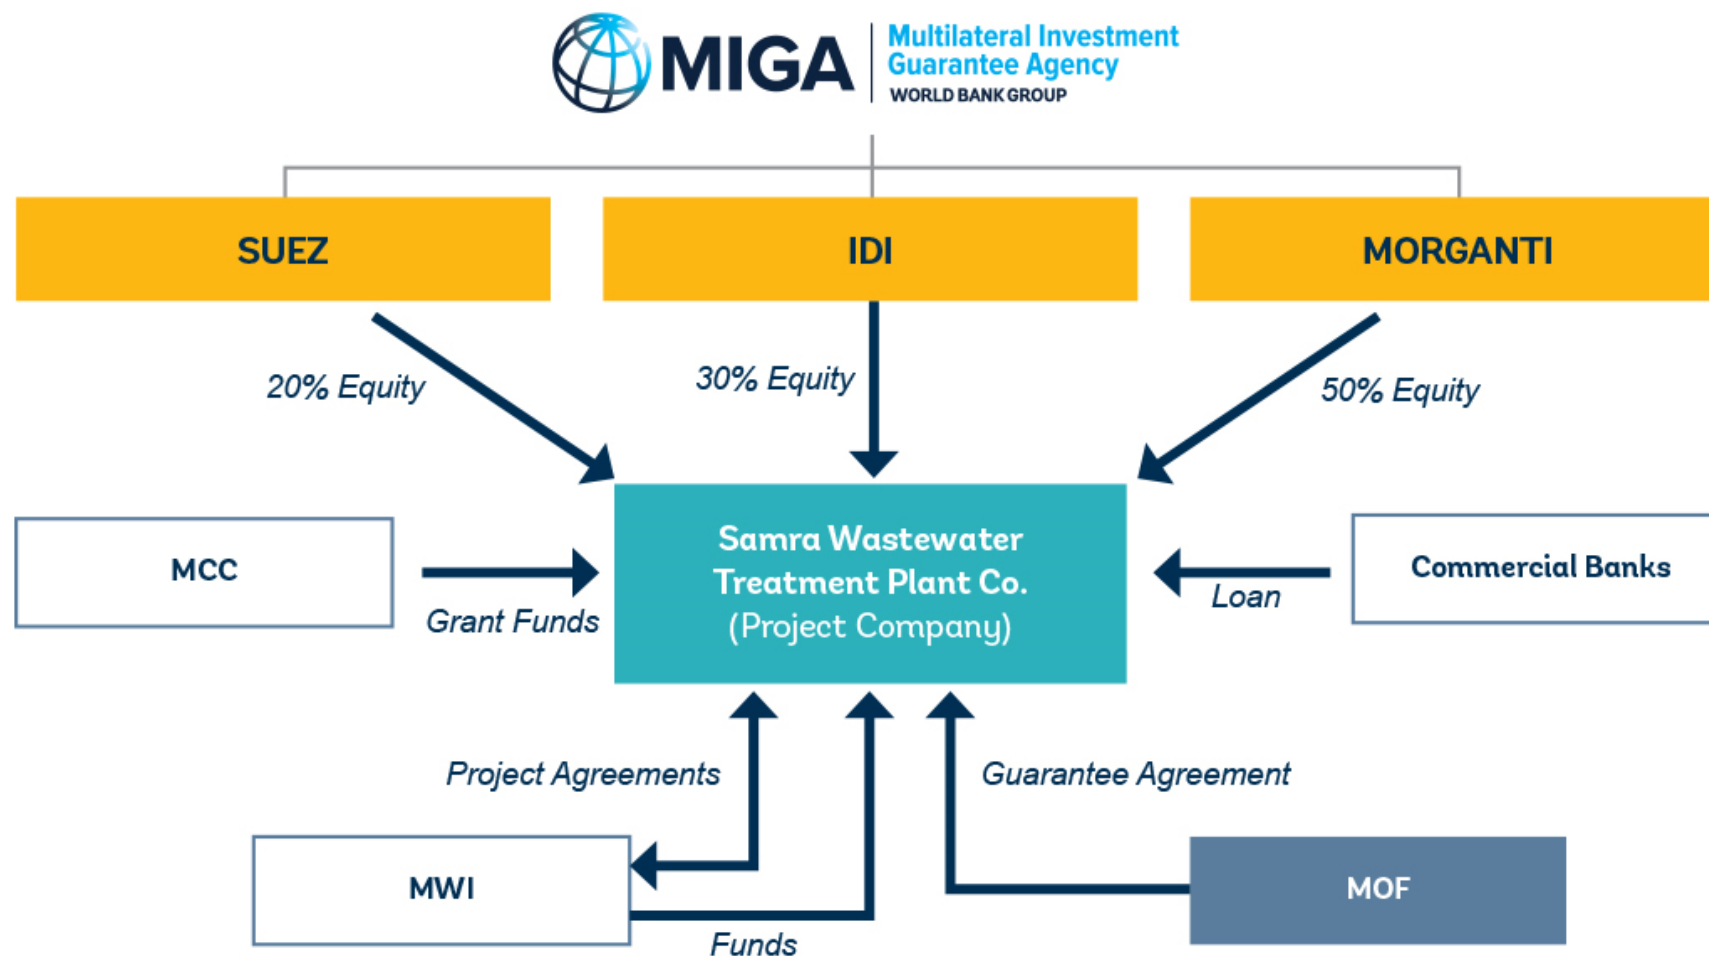 MIGA
Multilateral Investment
Guarantee Agency
WORLD BANK GROUP
SUEZ
IDI
MORGANTI
20% Equity
30% Equity
50% Equity
MCC
Grant Funds
Samra Wastewater
Treatment Plant Co.
(Project Company)
Loan
Commercial Banks
Project Agreements
Guarantee Agreement
MWI
Funds
MOF